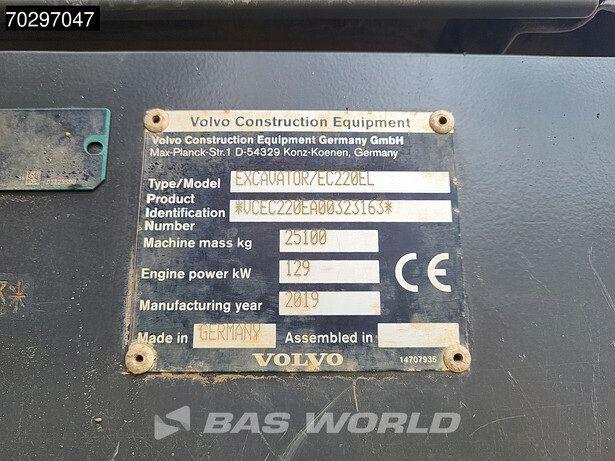 70297047
Volvo Construction Equipment
Volvo Construction Equipment Germany GmbH
Max-Planck-Str.1 D-54329 Konz-Koenen, Germany
Type/Model EXCAVATOR/EC220EL
Product
Identification *VCEC220EA00323163*
Number
Machine mass kg 25100
Engine power kW 129
CE
Manufacturing year 2019
Made in GERMANY Assembled in
VOLVO 14707935
BAS WORLD